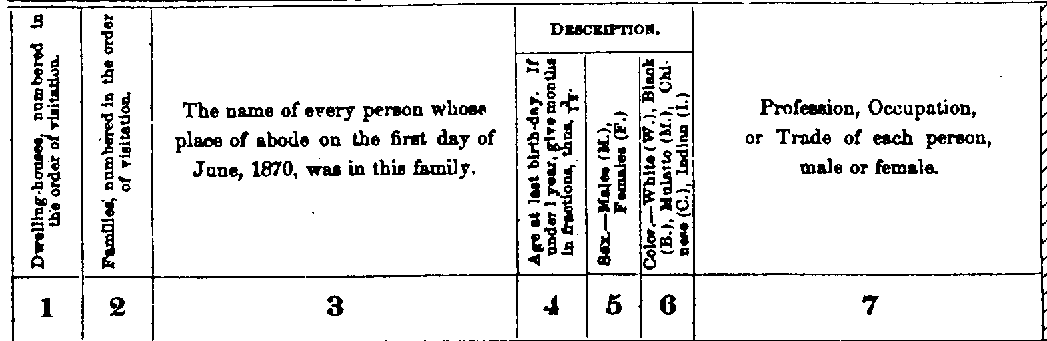 Dwelling-houses, numbered in
the order of visitation.
Families, numbered in the order
of visitation.
The name of every person whose
place of abode on the first day of
June, 1870, was in this family.
DESCRIPTION.
Age at last birth-day. If
under 1 year, give months
in fractions, thus, 3/12.
Sex.—Males (M.),
Females (F.)
Color.—White (W.), Black
(B.), Mulatto (M.), Chi-
nese (C.), Indian (I.)
Profession, Occupation,
or Trade of each person,
male or female.
1 2 3 4 5 6 7